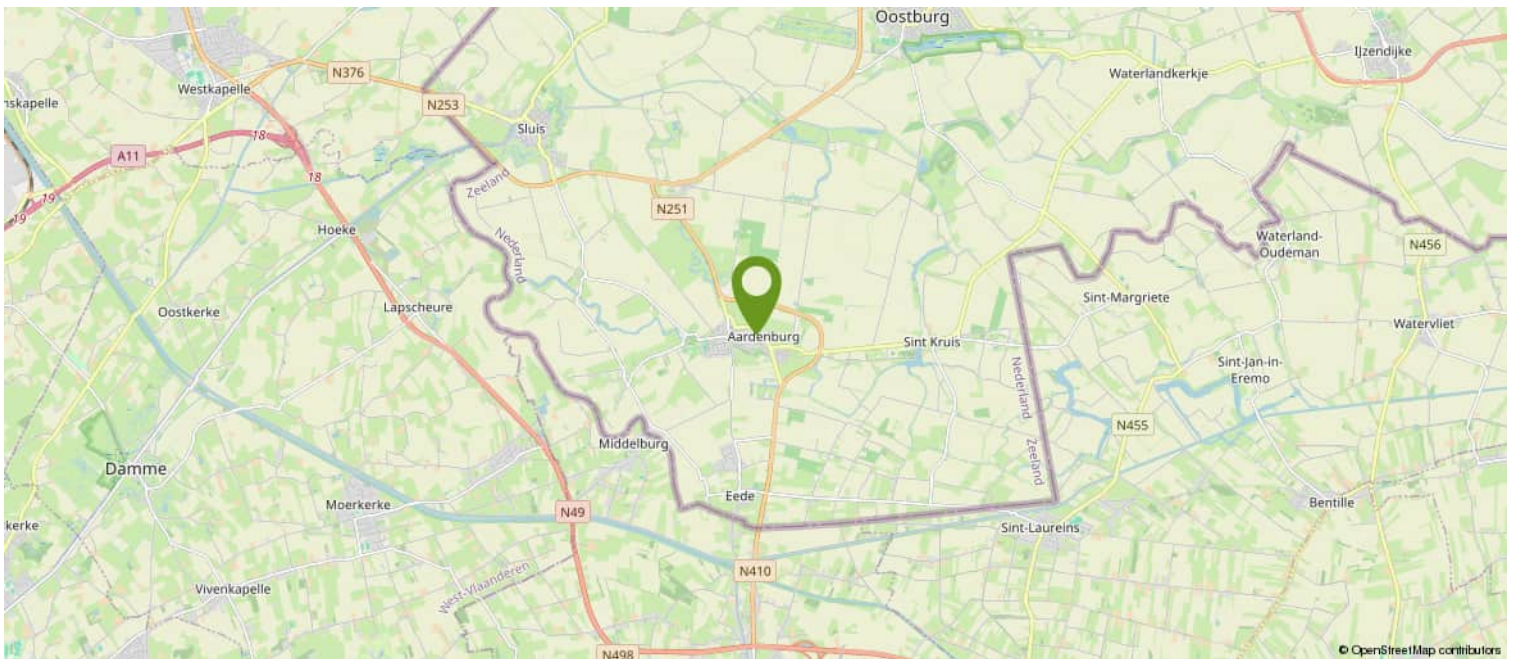 Oostburg
IJzendijke
N376
Waterlandkerkje
Westkapelle
nskapelle
N253
Sluis
18
A11
18
Zeeland
19
19
N251
Hoeke
Nederland
Waterland-
Oudeman
N456
Sint-Margriete
Oostkerke
Lapscheure
Watervliet
Aardenburg
Sint Kruis
Sint-Jan-in-
Eremo
Nederland
Zeeland
N455
Middelburg
Damme
Eede
Moerkerke
N49
Bentille
kerke
Sint-Laureins
N410
West-Vlaanderen
Vivenkapelle
N498
© OpenStreetMap contributors